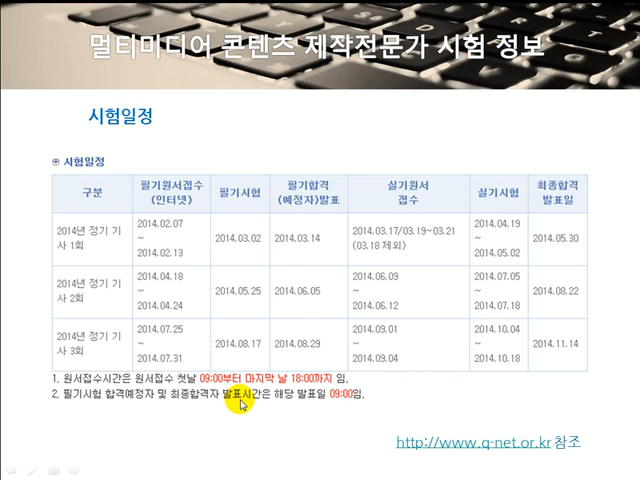 멀티미디어 콘텐츠 제작전문가 시험 정보
시험일정
시험일정
구분 필기원서접수 (인터넷) 필기시험 필기합격 (예정자)발표 실기원서 접수 실기시험 최종합격 발표일
2014년 정기 기사 1회 2014.02.07 ~ 2014.02.13 2014.03.02 2014.03.14 2014.03.17/03.19~03.21 (03.18 제외) 2014.04.19 ~ 2014.05.02 2014.05.30
2014년 정기 기사 2회 2014.04.18 ~ 2014.04.24 2014.05.25 2014.06.05 2014.06.09 ~ 2014.06.12 2014.07.05 ~ 2014.07.18 2014.08.22
2014년 정기 기사 3회 2014.07.25 ~ 2014.07.31 2014.08.17 2014.08.29 2014.09.01 ~ 2014.09.04 2014.10.04 ~ 2014.10.18 2014.11.14
1. 원서접수시간은 원서접수 첫날 09:00부터 마지막 날 18:00까지 임.
2. 필기시험 합격예정자 및 최종합격자 발표시간은 해당 발표일 09:00임.
http://www.q-net.or.kr 참조